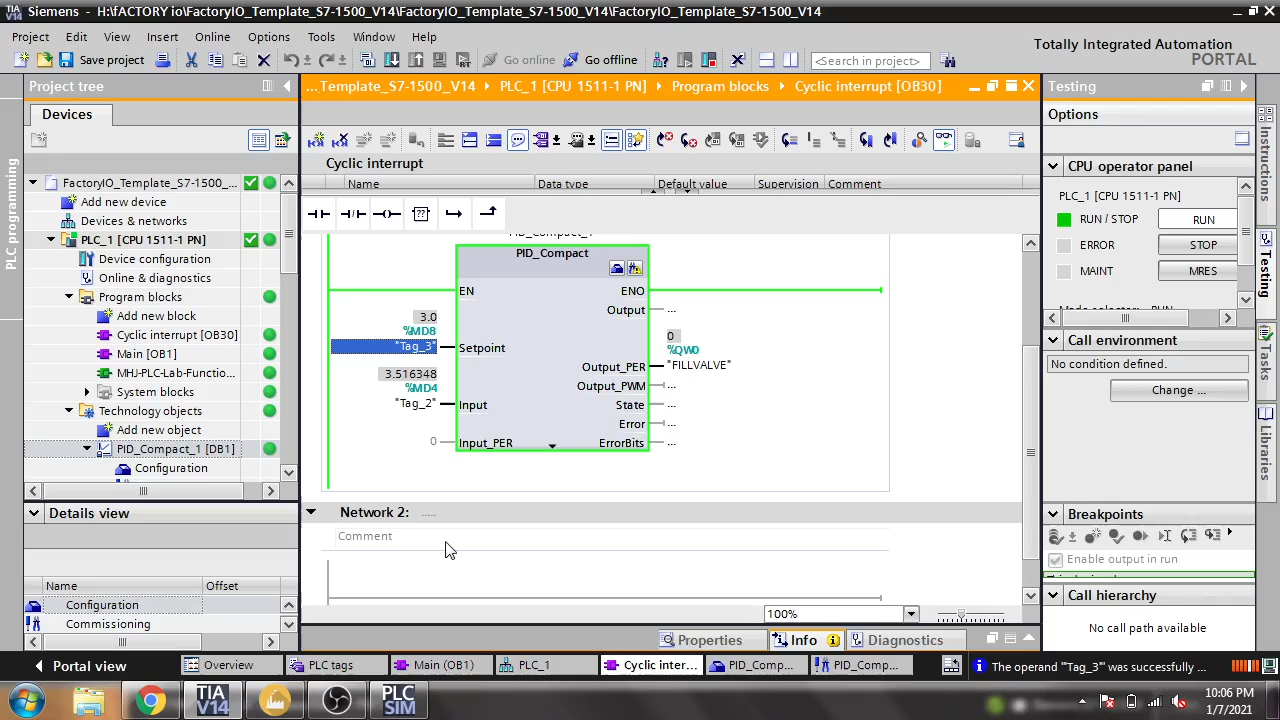 TIA V14 Siemens - H:\fACTORY io\FactoryIO_Template_S7-1500_V14\FactoryIO_Template_S7-1500_V14\FactoryIO_Template_S7-1500_V14
Project Edit View Insert Online Options Tools Window Help
Totally Integrated Automation
PORTAL
Save project Go online Go offline <Search in project>
Project tree
...Template_S7-1500_V14 PLC_1 [CPU 1511-1 PN] Program blocks Cyclic interrupt [OB30]
Testing
Devices
Options
PLC programming
Cyclic interrupt
Name Data type Default value Supervision Comment
FactoryIO_Template_S7-1500_...
Add new device
Devices & networks
PLC_1 [CPU 1511-1 PN]
Device configuration
Online & diagnostics
Program blocks
Add new block
Cyclic interrupt [OB30]
Main [OB1]
MHJ-PLC-Lab-Functio...
System blocks
Technology objects
Add new object
PID_Compact_1 [DB1]
Configuration
PID_Compact
EN
ENO
Output ...
3.0
%MD8
"Tag_3" Setpoint
0
%QW0
Output_PER "FILLVALVE"
3.516348
%MD4
"Tag_2" Input
Output_PWM ...
State ...
Error ...
0 Input_PER
ErrorBits ...
Network 2: .....
Comment
100%
CPU operator panel
PLC_1 [CPU 1511-1 PN]
RUN / STOP RUN
ERROR STOP
MAINT MRES
Call environment
No condition defined.
Change ...
Breakpoints
Enable output in run
Call hierarchy
No call path available
Instructions
Testing
Tasks
Libraries
Details view
Name Offset
Configuration
Commissioning
Properties Info Diagnostics
Portal view Overview PLC tags Main (OB1) PLC_1 Cyclic inter... PID_Comp... PID_Comp... The operand '"Tag_3"' was successfully ...
TIA V14
PLC SIM
10:06 PM
1/7/2021